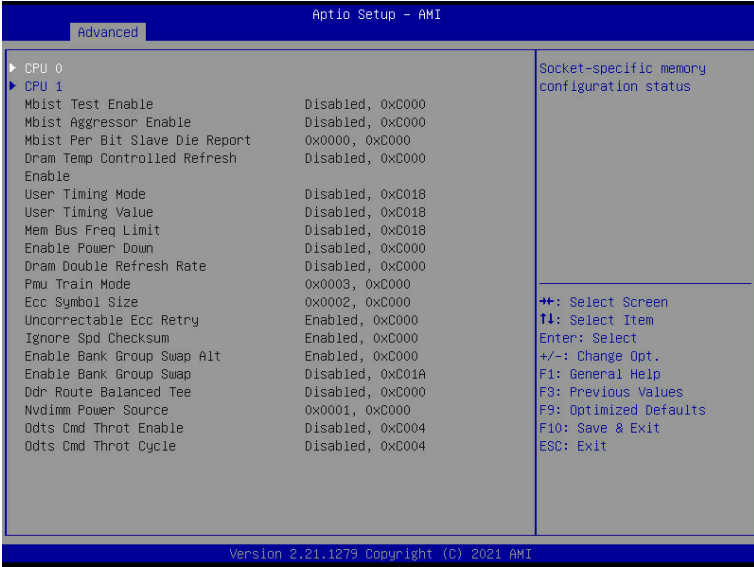 Aptio Setup - AMI
Advanced
CPU 0
CPU 1
Mbist Test Enable Disabled, 0xC000
Mbist Aggressor Enable Disabled, 0xC000
Mbist Per Bit Slave Die Report 0x0000, 0xC000
Dram Temp Controlled Refresh Disabled, 0xC000
Enable
User Timing Mode Disabled, 0xC018
User Timing Value Disabled, 0xC018
Mem Bus Freq Limit Disabled, 0xC018
Enable Power Down Disabled, 0xC000
Dram Double Refresh Rate Disabled, 0xC000
Pmu Train Mode 0x0003, 0xC000
Ecc Symbol Size 0x0002, 0xC000
Uncorrectable Ecc Retry Enabled, 0xC000
Ignore Spd Checksum Enabled, 0xC000
Enable Bank Group Swap Alt Enabled, 0xC000
Enable Bank Group Swap Disabled, 0xC01A
Ddr Route Balanced Tee Disabled, 0xC000
Nvdimm Power Source 0x0001, 0xC000
Odts Cmd Throt Enable Disabled, 0xC004
Odts Cmd Throt Cycle Disabled, 0xC004
Socket-specific memory
configuration status
→←: Select Screen
↑↓: Select Item
Enter: Select
+/-: Change Opt.
F1: General Help
F3: Previous Values
F9: Optimized Defaults
F10: Save & Exit
ESC: Exit
Version 2.21.1279 Copyright (C) 2021 AMI